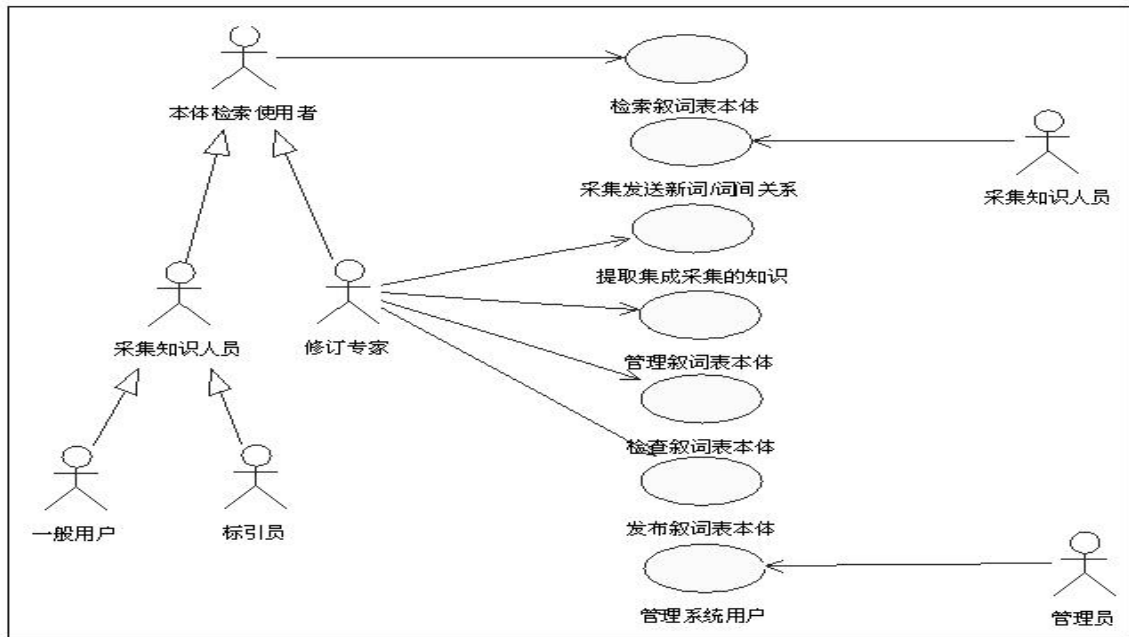 本体检索使用者
检索叙词表本体
采集发送新词/词间关系
采集知识人员
提取集成采集的知识
采集知识人员
修订专家
管理叙词表本体
检查叙词表本体
一般用户
标引员
发布叙词表本体
管理系统用户
管理员